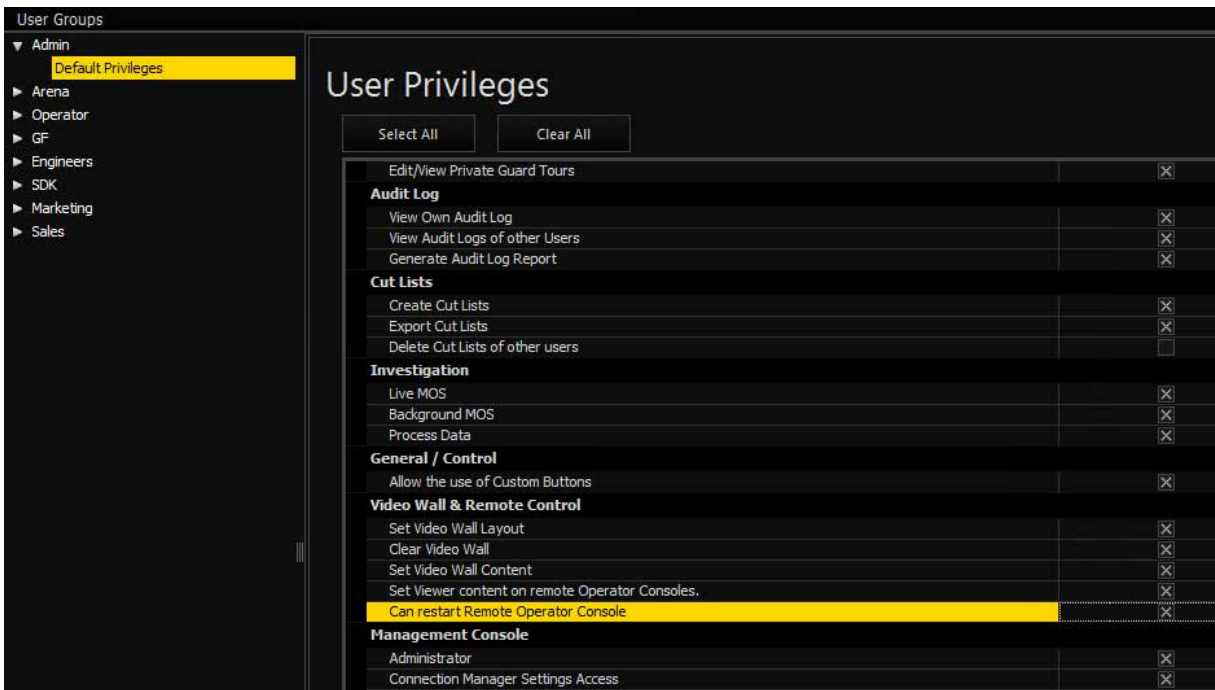 User Groups
Admin
Default Privileges
Arena
Operator
GF
Engineers
SDK
Marketing
Sales
User Privileges
Select All
Clear All
Edit/View Private Guard Tours
Audit Log
View Own Audit Log
View Audit Logs of other Users
Generate Audit Log Report
Cut Lists
Create Cut Lists
Export Cut Lists
Delete Cut Lists of other users
Investigation
Live MOS
Background MOS
Process Data
General / Control
Allow the use of Custom Buttons
Video Wall & Remote Control
Set Video Wall Layout
Clear Video Wall
Set Video Wall Content
Set Viewer content on remote Operator Consoles.
Can restart Remote Operator Console
Management Console
Administrator
Connection Manager Settings Access